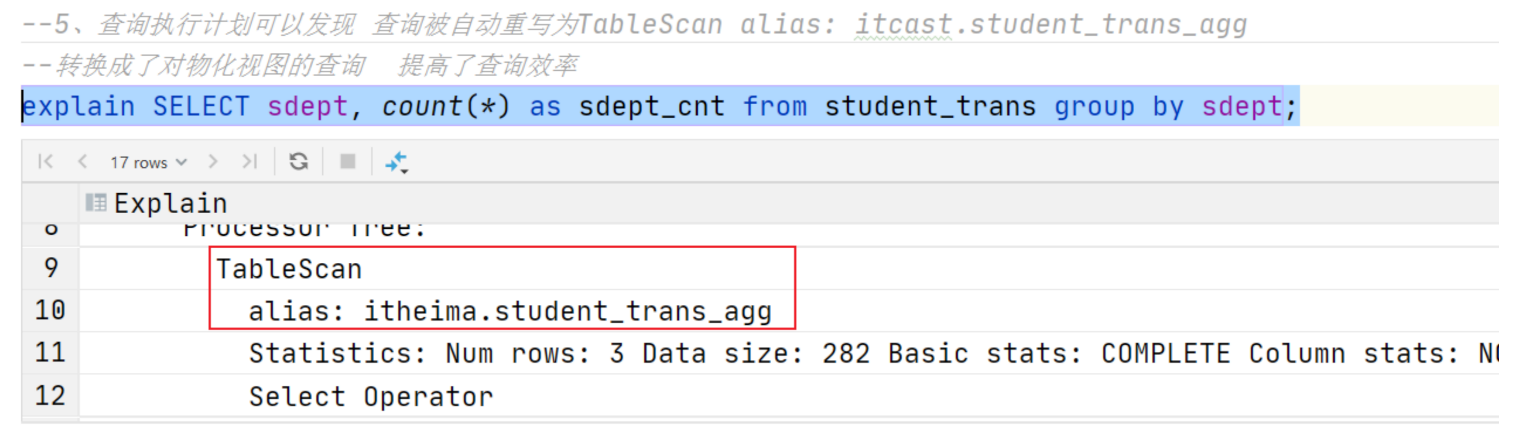 --5、查询执行计划可以发现 查询被自动重写为TableScan alias: itcast.student_trans_agg
--转换成了对物化视图的查询 提高了查询效率
explain SELECT sdept, count(*) as sdept_cnt from student_trans group by sdept;
17 rows
Explain
8 Processor Tree:
9 TableScan
10 alias: itheima.student_trans_agg
11 Statistics: Num rows: 3 Data size: 282 Basic stats: COMPLETE Column stats:
12 Select Operator